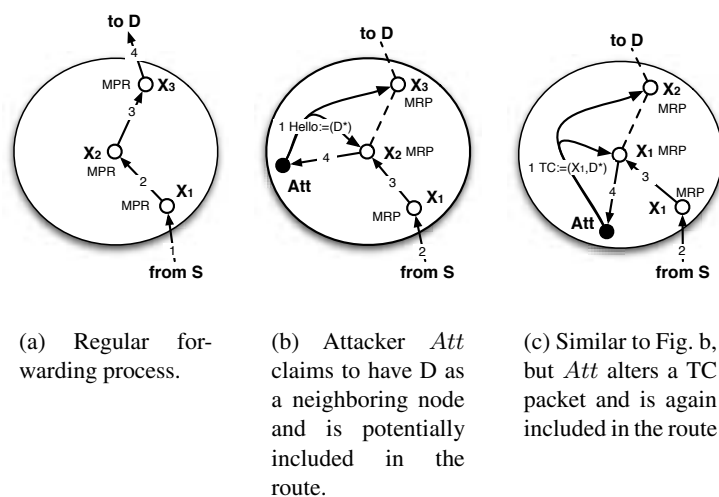 to D
4
MPR
X3
3
X2
MPR
2
X1
MPR
1
from S
to D
X3
MRP
1 Hello:=(D*)
X2 MRP
4
Att
3
X1
MRP
2
from S
to D
X2
MRP
X1 MRP
1 TC:=(X1,D*)
3
4
MRP
X1
Att
2
from S
(a) Regular for-
warding process.
(b) Attacker Att
claims to have D as
a neighboring node
and is potentially
included in the
route.
(c) Similar to Fig. b,
but Att alters a TC
packet and is again
included in the route